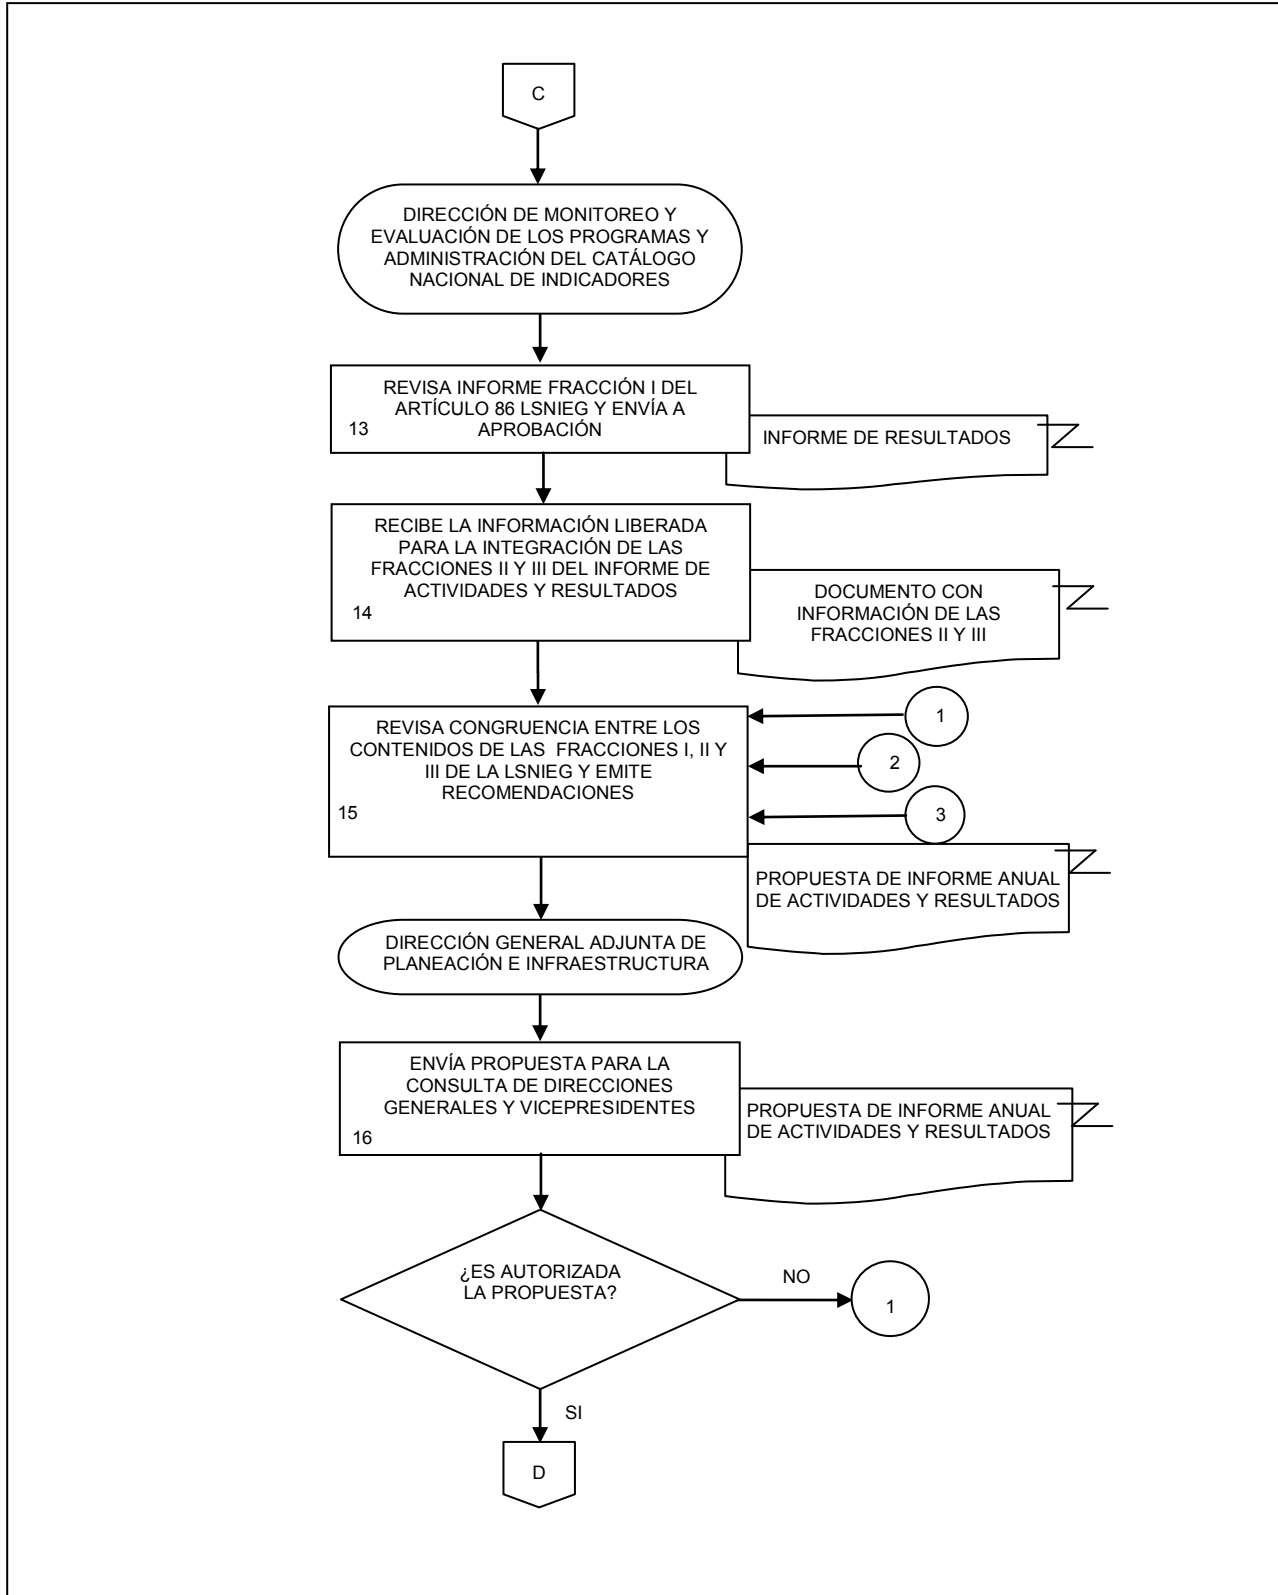 C
DIRECCIÓN DE MONITOREO Y
EVALUACIÓN DE LOS PROGRAMAS Y
ADMINISTRACIÓN DEL CATÁLOGO
NACIONAL DE INDICADORES
REVISA INFORME FRACCIÓN I DEL
ARTÍCULO 86 LSNIEG Y ENVÍA A
APROBACIÓN
13
INFORME DE RESULTADOS
RECIBE LA INFORMACIÓN LIBERADA
PARA LA INTEGRACIÓN DE LAS
FRACCIONES II Y III DEL INFORME DE
ACTIVIDADES Y RESULTADOS
14
DOCUMENTO CON
INFORMACIÓN DE LAS
FRACCIONES II Y III
REVISA CONGRUENCIA ENTRE LOS
CONTENIDOS DE LAS FRACCIONES I, II Y
III DE LA LSNIEG Y EMITE
RECOMENDACIONES
15
1
2
3
PROPUESTA DE INFORME ANUAL
DE ACTIVIDADES Y RESULTADOS
DIRECCIÓN GENERAL ADJUNTA DE
PLANEACIÓN E INFRAESTRUCTURA
ENVÍA PROPUESTA PARA LA
CONSULTA DE DIRECCIONES
GENERALES Y VICEPRESIDENTES
16
PROPUESTA DE INFORME ANUAL
DE ACTIVIDADES Y RESULTADOS
¿ES AUTORIZADA
LA PROPUESTA?
NO
1
SI
D